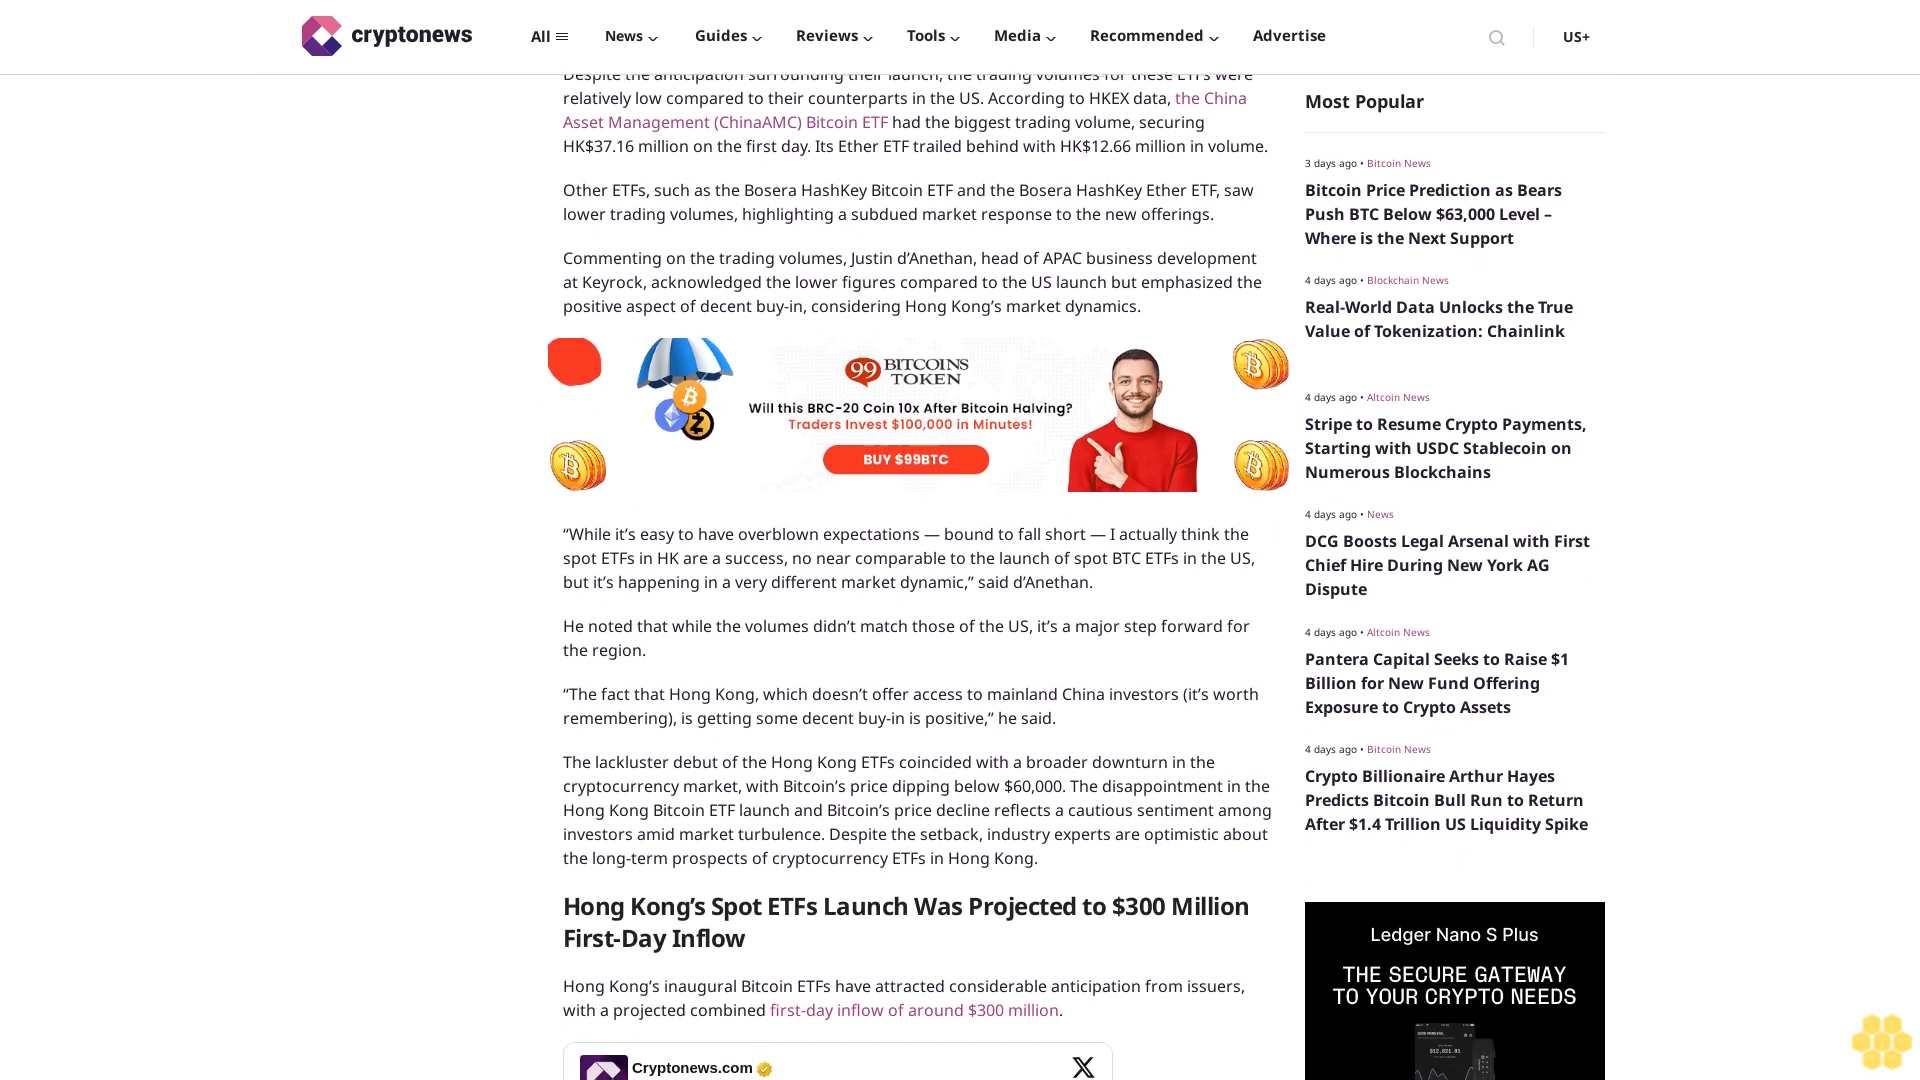 cryptonews
All
News
Guides
Reviews
Tools
Media
Recommended
Advertise
US+
Despite the anticipation surrounding their launch, the trading volumes for these ETFs were
relatively low compared to their counterparts in the US. According to HKEX data, the China
Asset Management (ChinaAMC) Bitcoin ETF had the biggest trading volume, securing
HK$37.16 million on the first day. Its Ether ETF trailed behind with HK$12.66 million in volume.
Other ETFs, such as the Bosera HashKey Bitcoin ETF and the Bosera HashKey Ether ETF, saw
lower trading volumes, highlighting a subdued market response to the new offerings.
Commenting on the trading volumes, Justin d’Anethan, head of APAC business development
at Keyrock, acknowledged the lower figures compared to the US launch but emphasized the
positive aspect of decent buy-in, considering Hong Kong’s market dynamics.
99 BITCOINS
TOKEN
Will this BRC-20 Coin 10x After Bitcoin Halving?
Traders Invest $100,000 in Minutes!
BUY $99BTC
“While it’s easy to have overblown expectations — bound to fall short — I actually think the
spot ETFs in HK are a success, no near comparable to the launch of spot BTC ETFs in the US,
but it’s happening in a very different market dynamic,” said d’Anethan.
He noted that while the volumes didn’t match those of the US, it’s a major step forward for
the region.
“The fact that Hong Kong, which doesn’t offer access to mainland China investors (it’s worth
remembering), is getting some decent buy-in is positive,” he said.
The lackluster debut of the Hong Kong ETFs coincided with a broader downturn in the
cryptocurrency market, with Bitcoin’s price dipping below $60,000. The disappointment in the
Hong Kong Bitcoin ETF launch and Bitcoin’s price decline reflects a cautious sentiment among
investors amid market turbulence. Despite the setback, industry experts are optimistic about
the long-term prospects of cryptocurrency ETFs in Hong Kong.
Hong Kong’s Spot ETFs Launch Was Projected to $300 Million
First-Day Inflow
Hong Kong’s inaugural Bitcoin ETFs have attracted considerable anticipation from issuers,
with a projected combined first-day inflow of around $300 million.
Cryptonews.com
Most Popular
3 days ago • Bitcoin News
Bitcoin Price Prediction as Bears
Push BTC Below $63,000 Level –
Where is the Next Support
4 days ago • Blockchain News
Real-World Data Unlocks the True
Value of Tokenization: Chainlink
4 days ago • Altcoin News
Stripe to Resume Crypto Payments,
Starting with USDC Stablecoin on
Numerous Blockchains
4 days ago • News
DCG Boosts Legal Arsenal with First
Chief Hire During New York AG
Dispute
4 days ago • Altcoin News
Pantera Capital Seeks to Raise $1
Billion for New Fund Offering
Exposure to Crypto Assets
4 days ago • Bitcoin News
Crypto Billionaire Arthur Hayes
Predicts Bitcoin Bull Run to Return
After $1.4 Trillion US Liquidity Spike
Ledger Nano S Plus
THE SECURE GATEWAY
TO YOUR CRYPTO NEEDS
$12,021.01